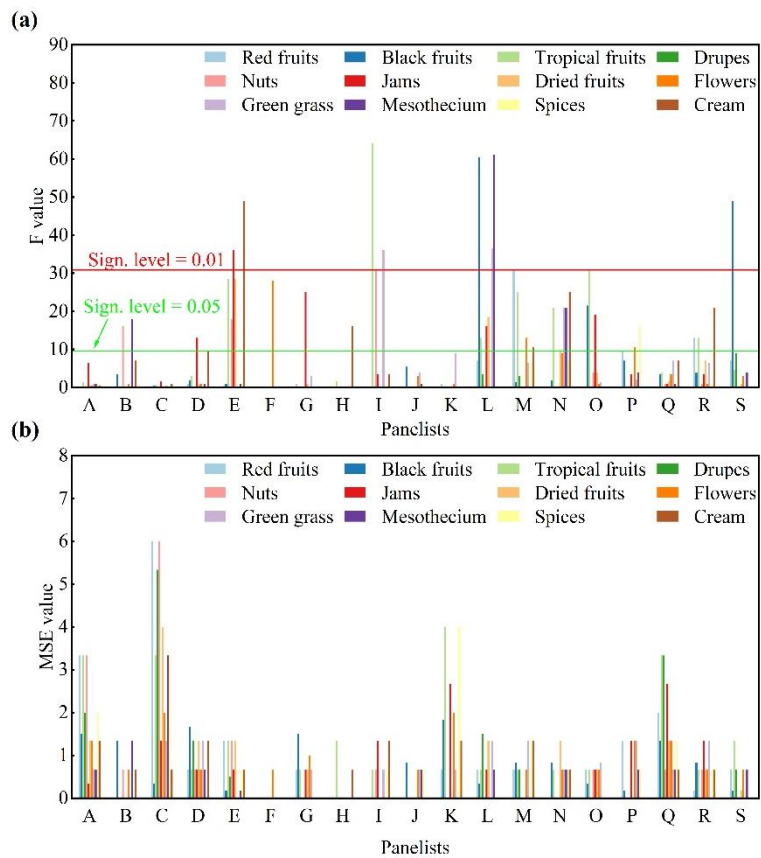 (a)
90
80
70
60
50
40
30
20
10
0
F value
Red fruits Black fruits Tropical fruits Drupes
Nuts Jams Dried fruits Flowers
Green grass Mesothecium Spices Cream
Sign. level = 0.01
Sign. level = 0.05
A B C D E F G H I J K L M N O P Q R S
Panelists
(b)
8
7
6
5
4
3
2
1
0
MSE value
Red fruits Black fruits Tropical fruits Drupes
Nuts Jams Dried fruits Flowers
Green grass Mesothecium Spices Cream
A B C D E F G H I J K L M N O P Q R S
Panelists